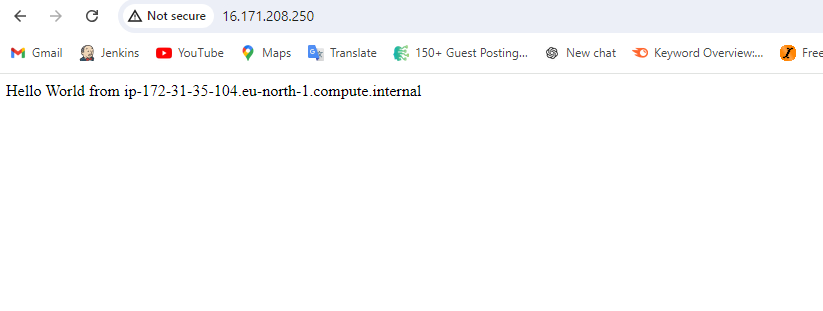 Not secure 16.171.208.250
Gmail Jenkins YouTube Maps Translate 150+ Guest Posting... New chat Keyword Overview:... Free
Hello World from ip-172-31-35-104.eu-north-1.compute.internal